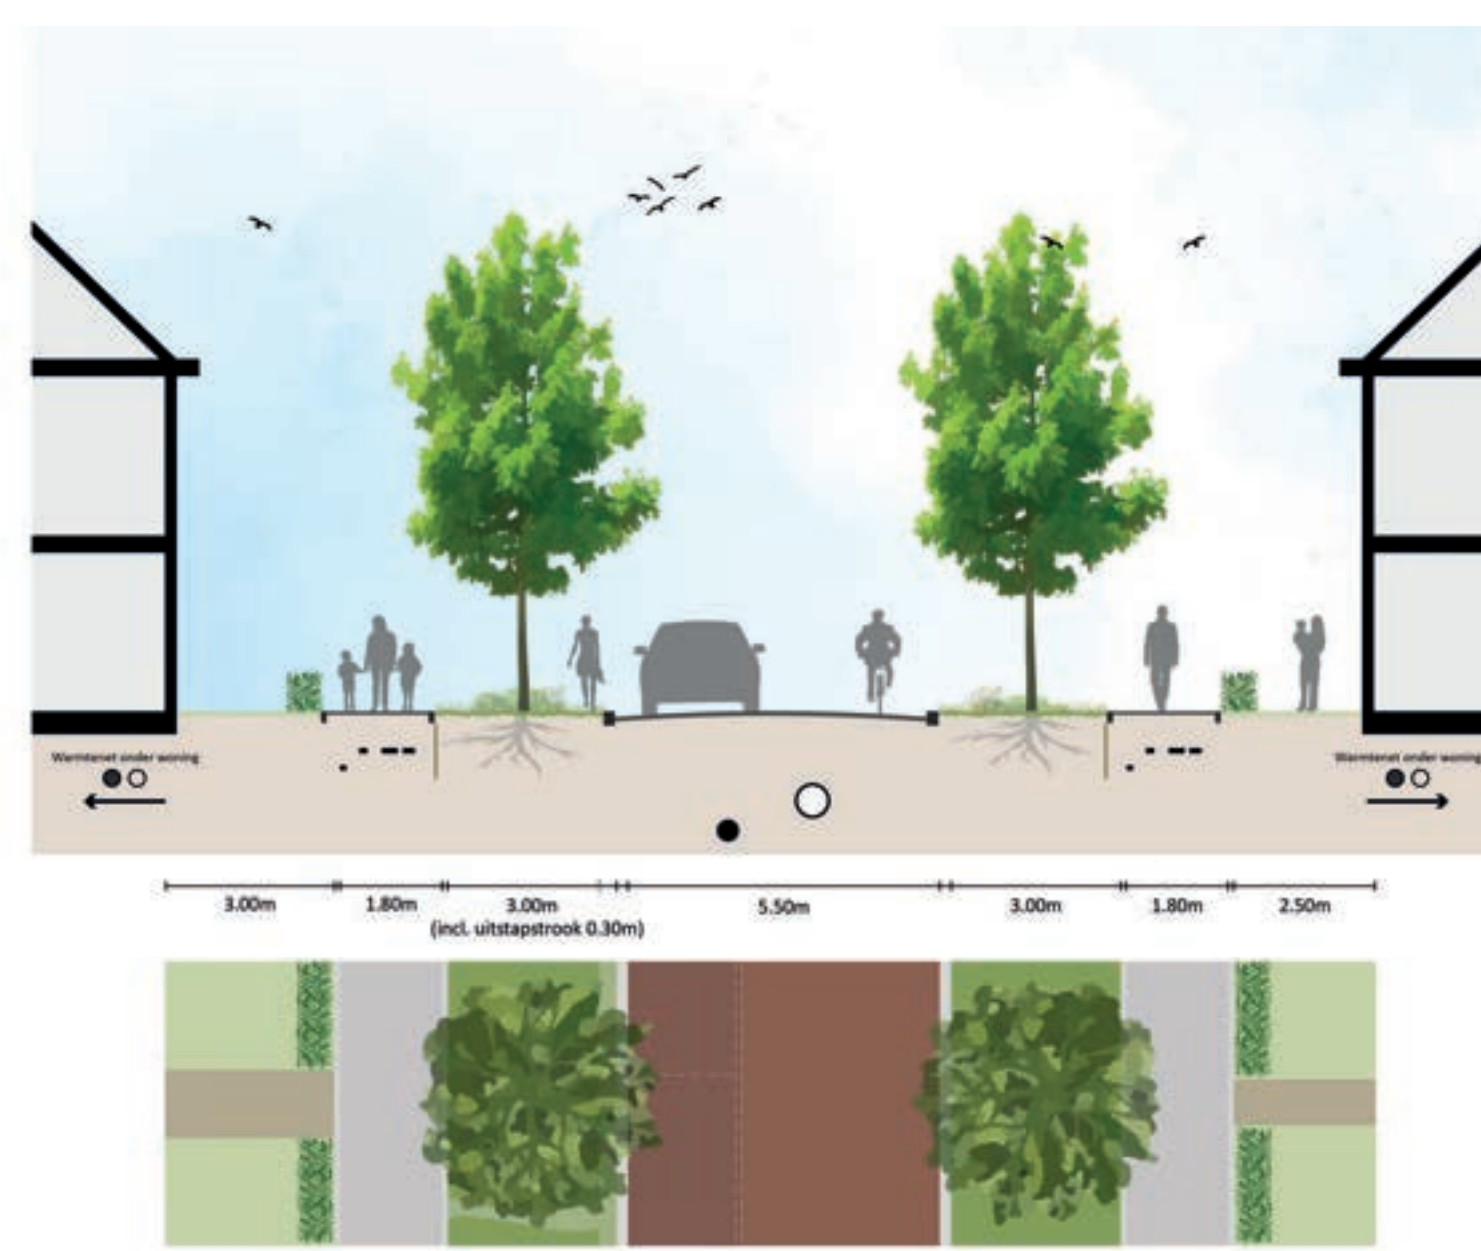 Warmtenet onder woning
Warmtenet onder woning
3.00m
1.80m
3.00m
(incl. uitstapstrook 0.30m)
5.50m
3.00m
1.80m
2.50m